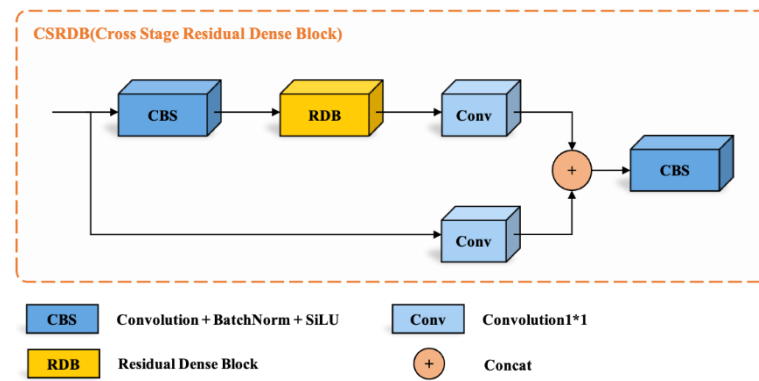 CSRDB(Cross Stage Residual Dense Block)
CBS
RDB
Conv
+
CBS
Conv
CBS
Convolution + BatchNorm + SiLU
Conv
Convolution1*1
RDB
Residual Dense Block
+
Concat